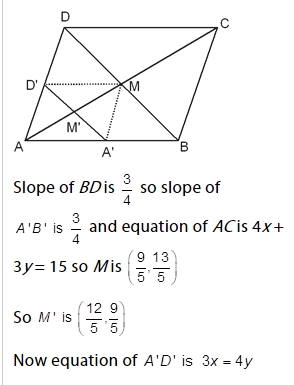 D
C
D'
M
M'
A
A'
B
Slope of BD is 3/4 so slope of
A'B' is 3/4 and equation of AC is 4x+
3y= 15 so M is (9/5, 13/5)
So M' is (12/5, 9/5)
Now equation of A'D' is 3x = 4y